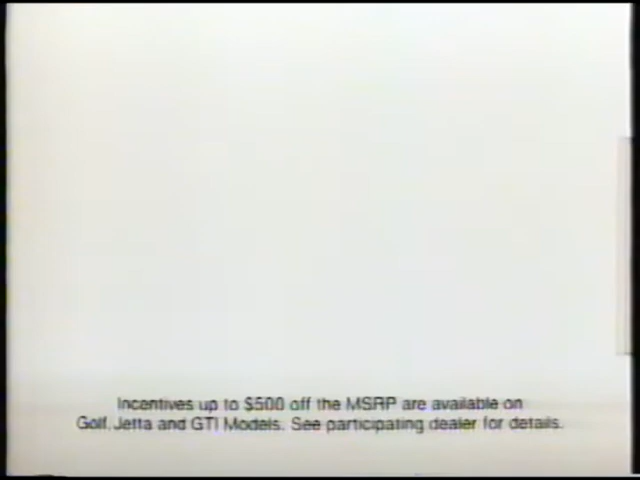 Incentives up to $500 off the MSRP are available on
Golf, Jetta and GTI Models. See participating dealer for details.